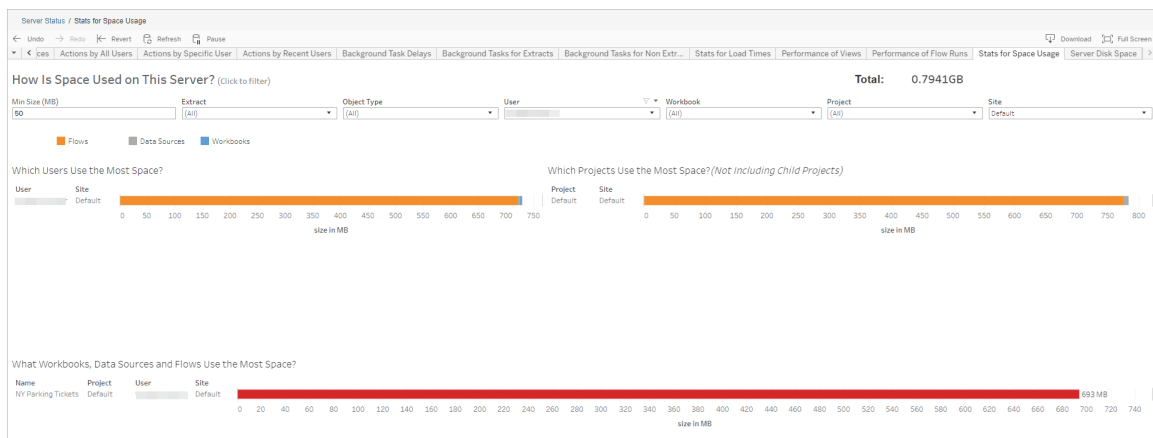 Server Status / Stats for Space Usage
← Undo → Redo Revert Refresh Pause Download Full Screen
ces Actions by All Users Actions by Specific User Actions by Recent Users Background Task Delays Background Tasks for Extracts Background Tasks for Non Extr... Stats for Load Times Performance of Views Performance of Flow Runs Stats for Space Usage Server Disk Space
How Is Space Used on This Server? (Click to filter) Total: 0.7941GB
Min Size (MB) Extract Object Type User Workbook Project Site
50 (All) (All) (All) (All) Default
Flows Data Sources Workbooks
Which Users Use the Most Space? Which Projects Use the Most Space?(Not Including Child Projects)
User Site Project Site
Default Default Default
0 50 100 150 200 250 300 350 400 450 500 550 600 650 700 750 0 50 100 150 200 250 300 350 400 450 500 550 600 650 700 750 800
size in MB size in MB
What Workbooks, Data Sources and Flows Use the Most Space?
Name Project User Site
NY Parking Tickets Default Default 693 MB
0 20 40 60 80 100 120 140 160 180 200 220 240 260 280 300 320 340 360 380 400 420 440 460 480 500 520 540 560 580 600 620 640 660 680 700 720 740
size in MB